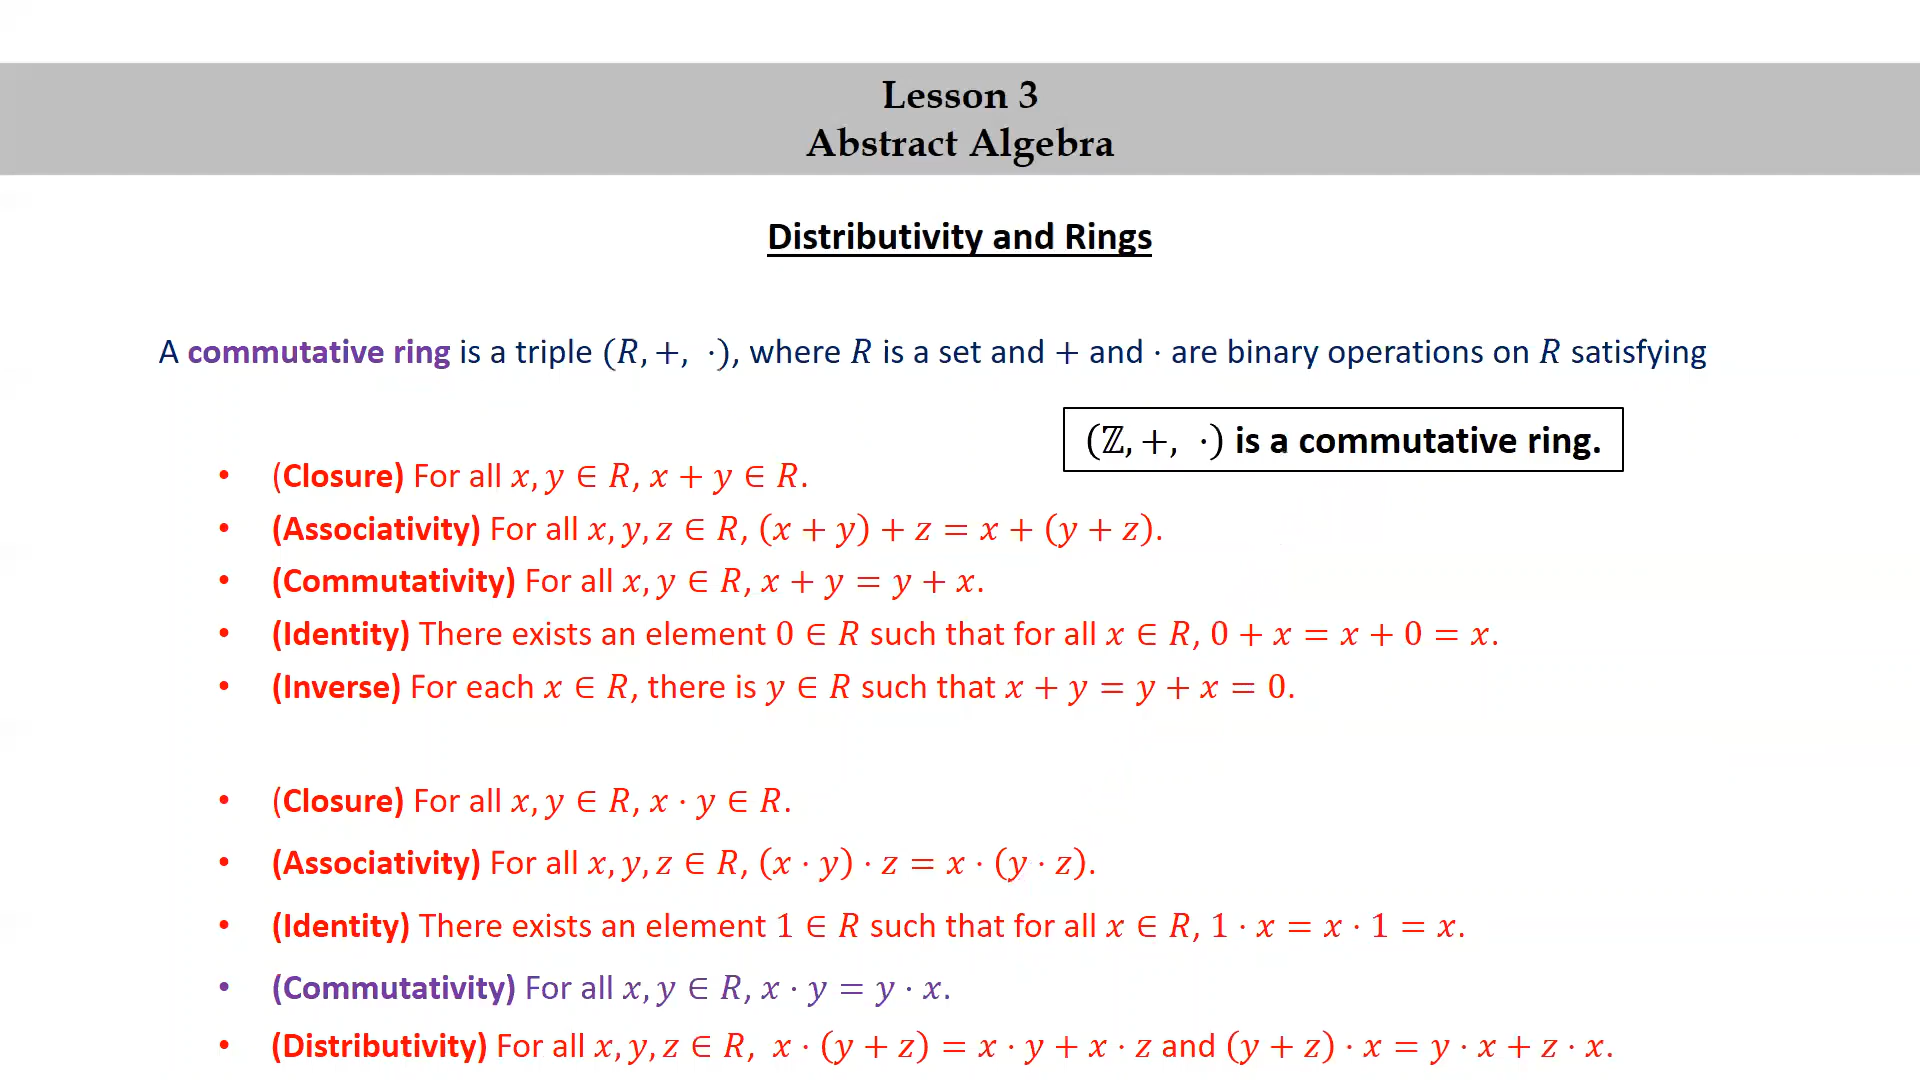 Lesson 3
Abstract Algebra
Distributivity and Rings
A commutative ring is a triple (𝑅, +, ·), where 𝑅 is a set and + and · are binary operations on 𝑅 satisfying
(ℤ, +, ·) is a commutative ring.
• (Closure) For all 𝑥, 𝑦 ∈ 𝑅, 𝑥 + 𝑦 ∈ 𝑅.
• (Associativity) For all 𝑥, 𝑦, 𝑧 ∈ 𝑅, (𝑥 + 𝑦) + 𝑧 = 𝑥 + (𝑦 + 𝑧).
• (Commutativity) For all 𝑥, 𝑦 ∈ 𝑅, 𝑥 + 𝑦 = 𝑦 + 𝑥.
• (Identity) There exists an element 0 ∈ 𝑅 such that for all 𝑥 ∈ 𝑅, 0 + 𝑥 = 𝑥 + 0 = 𝑥.
• (Inverse) For each 𝑥 ∈ 𝑅, there is 𝑦 ∈ 𝑅 such that 𝑥 + 𝑦 = 𝑦 + 𝑥 = 0.
• (Closure) For all 𝑥, 𝑦 ∈ 𝑅, 𝑥 · 𝑦 ∈ 𝑅.
• (Associativity) For all 𝑥, 𝑦, 𝑧 ∈ 𝑅, (𝑥 · 𝑦) · 𝑧 = 𝑥 · (𝑦 · 𝑧).
• (Identity) There exists an element 1 ∈ 𝑅 such that for all 𝑥 ∈ 𝑅, 1 · 𝑥 = 𝑥 · 1 = 𝑥.
• (Commutativity) For all 𝑥, 𝑦 ∈ 𝑅, 𝑥 · 𝑦 = 𝑦 · 𝑥.
• (Distributivity) For all 𝑥, 𝑦, 𝑧 ∈ 𝑅, 𝑥 · (𝑦 + 𝑧) = 𝑥 · 𝑦 + 𝑥 · 𝑧 and (𝑦 + 𝑧) · 𝑥 = 𝑦 · 𝑥 + 𝑧 · 𝑥.